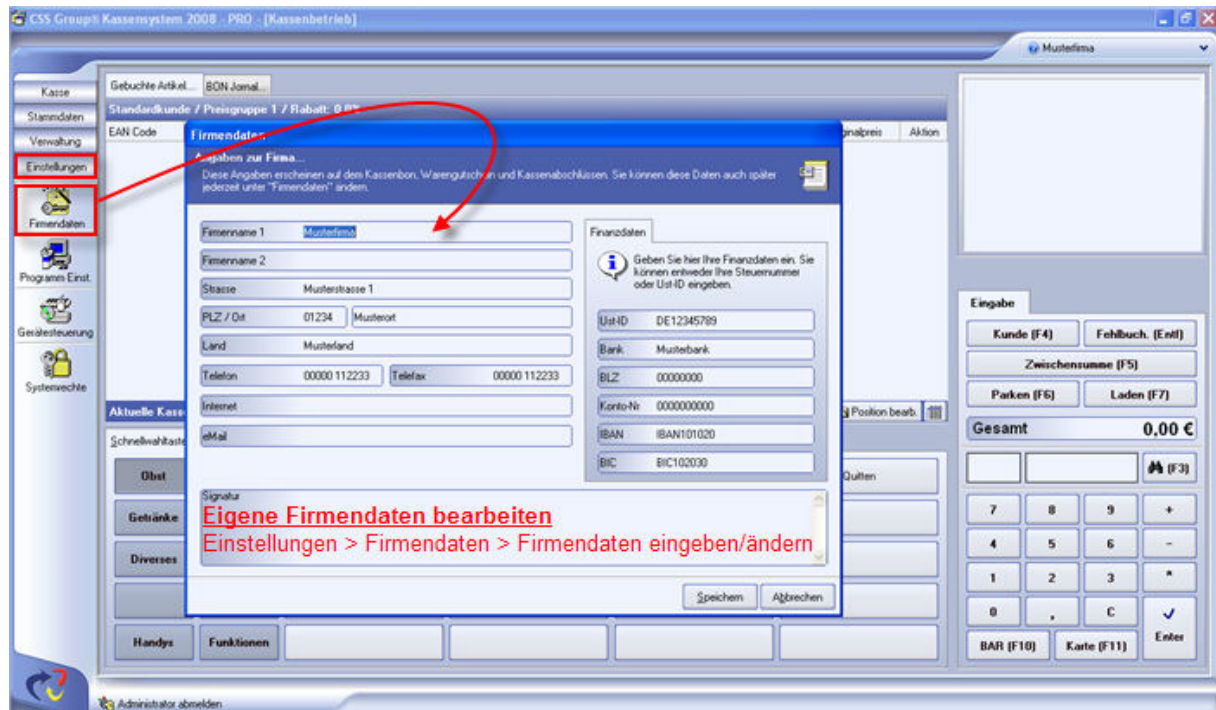 CSS Group® Kassensystem 2008 - PRO - [Kassenbetrieb]
Musterfirma
Kasse
Stammdaten
Verwaltung
Einstellungen
Firmendaten
Programm Einst.
Gerätesteuerung
Systemrechte
Gebuchte Artikel... BON Jornal...
Standardkunde / Preisgruppe 1 / Rabatt: 0.0%
EAN Code
Aktion
Firmendaten
Angaben zur Firma...
Diese Angaben erscheinen auf dem Kassenbon, Warengutschein und Kassenabschlüssen. Sie können diese Daten auch später
jederzeit unter "Firmendaten" ändern.
Firmenname 1 Musterfirma
Firmenname 2
Strasse Musterstrasse 1
PLZ / Ort 01234 Musterort
Land Musterland
Telefon 00000 112233 Telefax 00000 112233
Internet
eMail
Finanzdaten
Geben Sie hier Ihre Finanzdaten ein. Sie
können entweder Ihre Steuernummer
oder Ust-ID eingeben.
Ust-ID DE12345789
Bank Musterbank
BLZ 00000000
Konto-Nr 0000000000
IBAN IBAN101020
BIC BIC102030
Signatur
Eigene Firmendaten bearbeiten
Einstellungen > Firmendaten > Firmendaten eingeben/ändern
Speichern Abbrechen
Position bearb.
Obst
Getränke
Diverses
Handys Funktionen
Quitten
Eingabe
Kunde (F4) Fehlbuch. (Entf)
Zwischensumme (F5)
Parken (F6) Laden (F7)
Gesamt 0,00 €
(F3)
7 8 9 +
4 5 6 -
1 2 3 *
0 , C
Enter
BAR (F10) Karte (F11)
Administrator abmelden